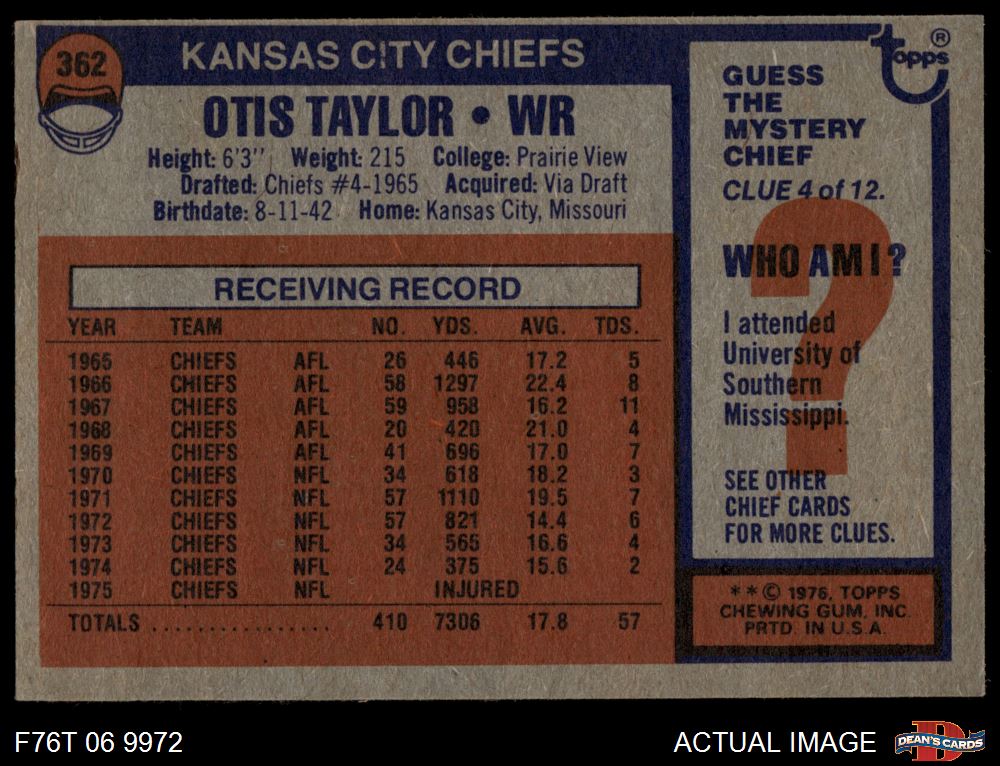 362
KANSAS CITY CHIEFS
OTIS TAYLOR • WR
Height: 6'3'' Weight: 215 College: Prairie View
Drafted: Chiefs #4-1965 Acquired: Via Draft
Birthdate: 8-11-42 Home: Kansas City, Missouri
RECEIVING RECORD
YEAR TEAM NO. YDS. AVG. TDS.
1965 CHIEFS AFL 26 446 17.2 5
1966 CHIEFS AFL 58 1297 22.4 8
1967 CHIEFS AFL 59 958 16.2 11
1968 CHIEFS AFL 20 420 21.0 4
1969 CHIEFS AFL 41 696 17.0 7
1970 CHIEFS NFL 34 618 18.2 3
1971 CHIEFS NFL 57 1110 19.5 7
1972 CHIEFS NFL 57 821 14.4 6
1973 CHIEFS NFL 34 565 16.6 4
1974 CHIEFS NFL 24 375 15.6 2
1975 CHIEFS NFL INJURED
TOTALS ................. 410 7306 17.8 57
topps ®
GUESS
THE
MYSTERY
CHIEF
CLUE 4 of 12.
?
WHO AM I?
I attended
University of
Southern
Mississippi.
SEE OTHER
CHIEF CARDS
FOR MORE CLUES.
* * © 1976, TOPPS
CHEWING GUM, INC.
PRTD. IN U.S.A.
F76T 06 9972
ACTUAL IMAGE
D
DEAN'S CARDS